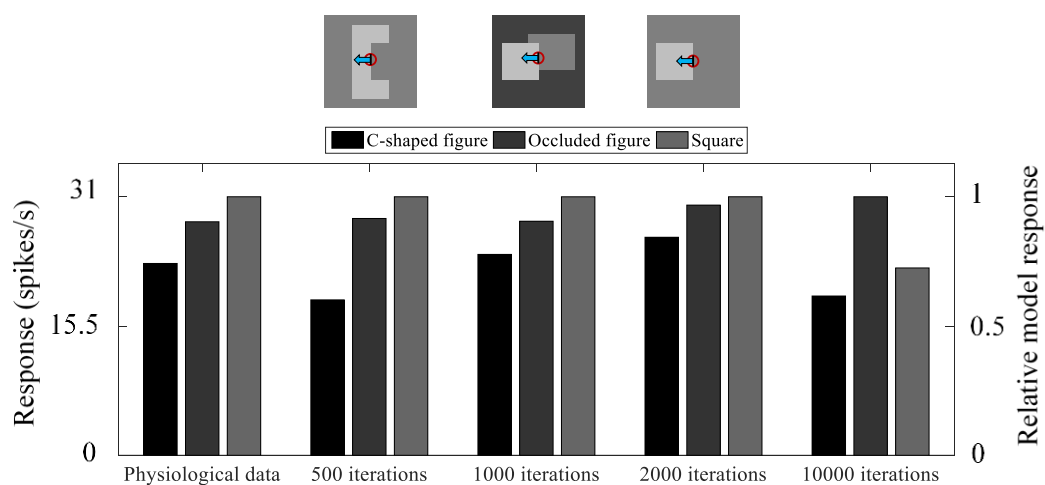 C-shaped figure Occluded figure Square
31
15.5
0
Response (spikes/s)
1
0.5
0
Relative model response
Physiological data 500 iterations 1000 iterations 2000 iterations 10000 iterations